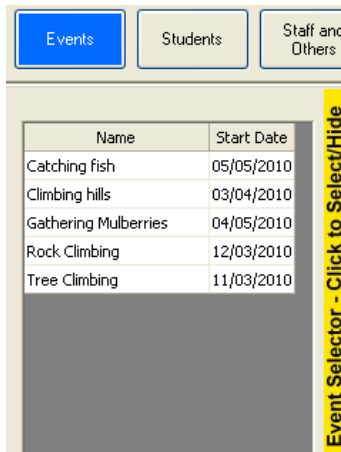 Events
Students
Staff and
Others
Name Start Date
Catching fish 05/05/2010
Climbing hills 03/04/2010
Gathering Mulberries 04/05/2010
Rock Climbing 12/03/2010
Tree Climbing 11/03/2010
Event Selector - Click to Select/Hide